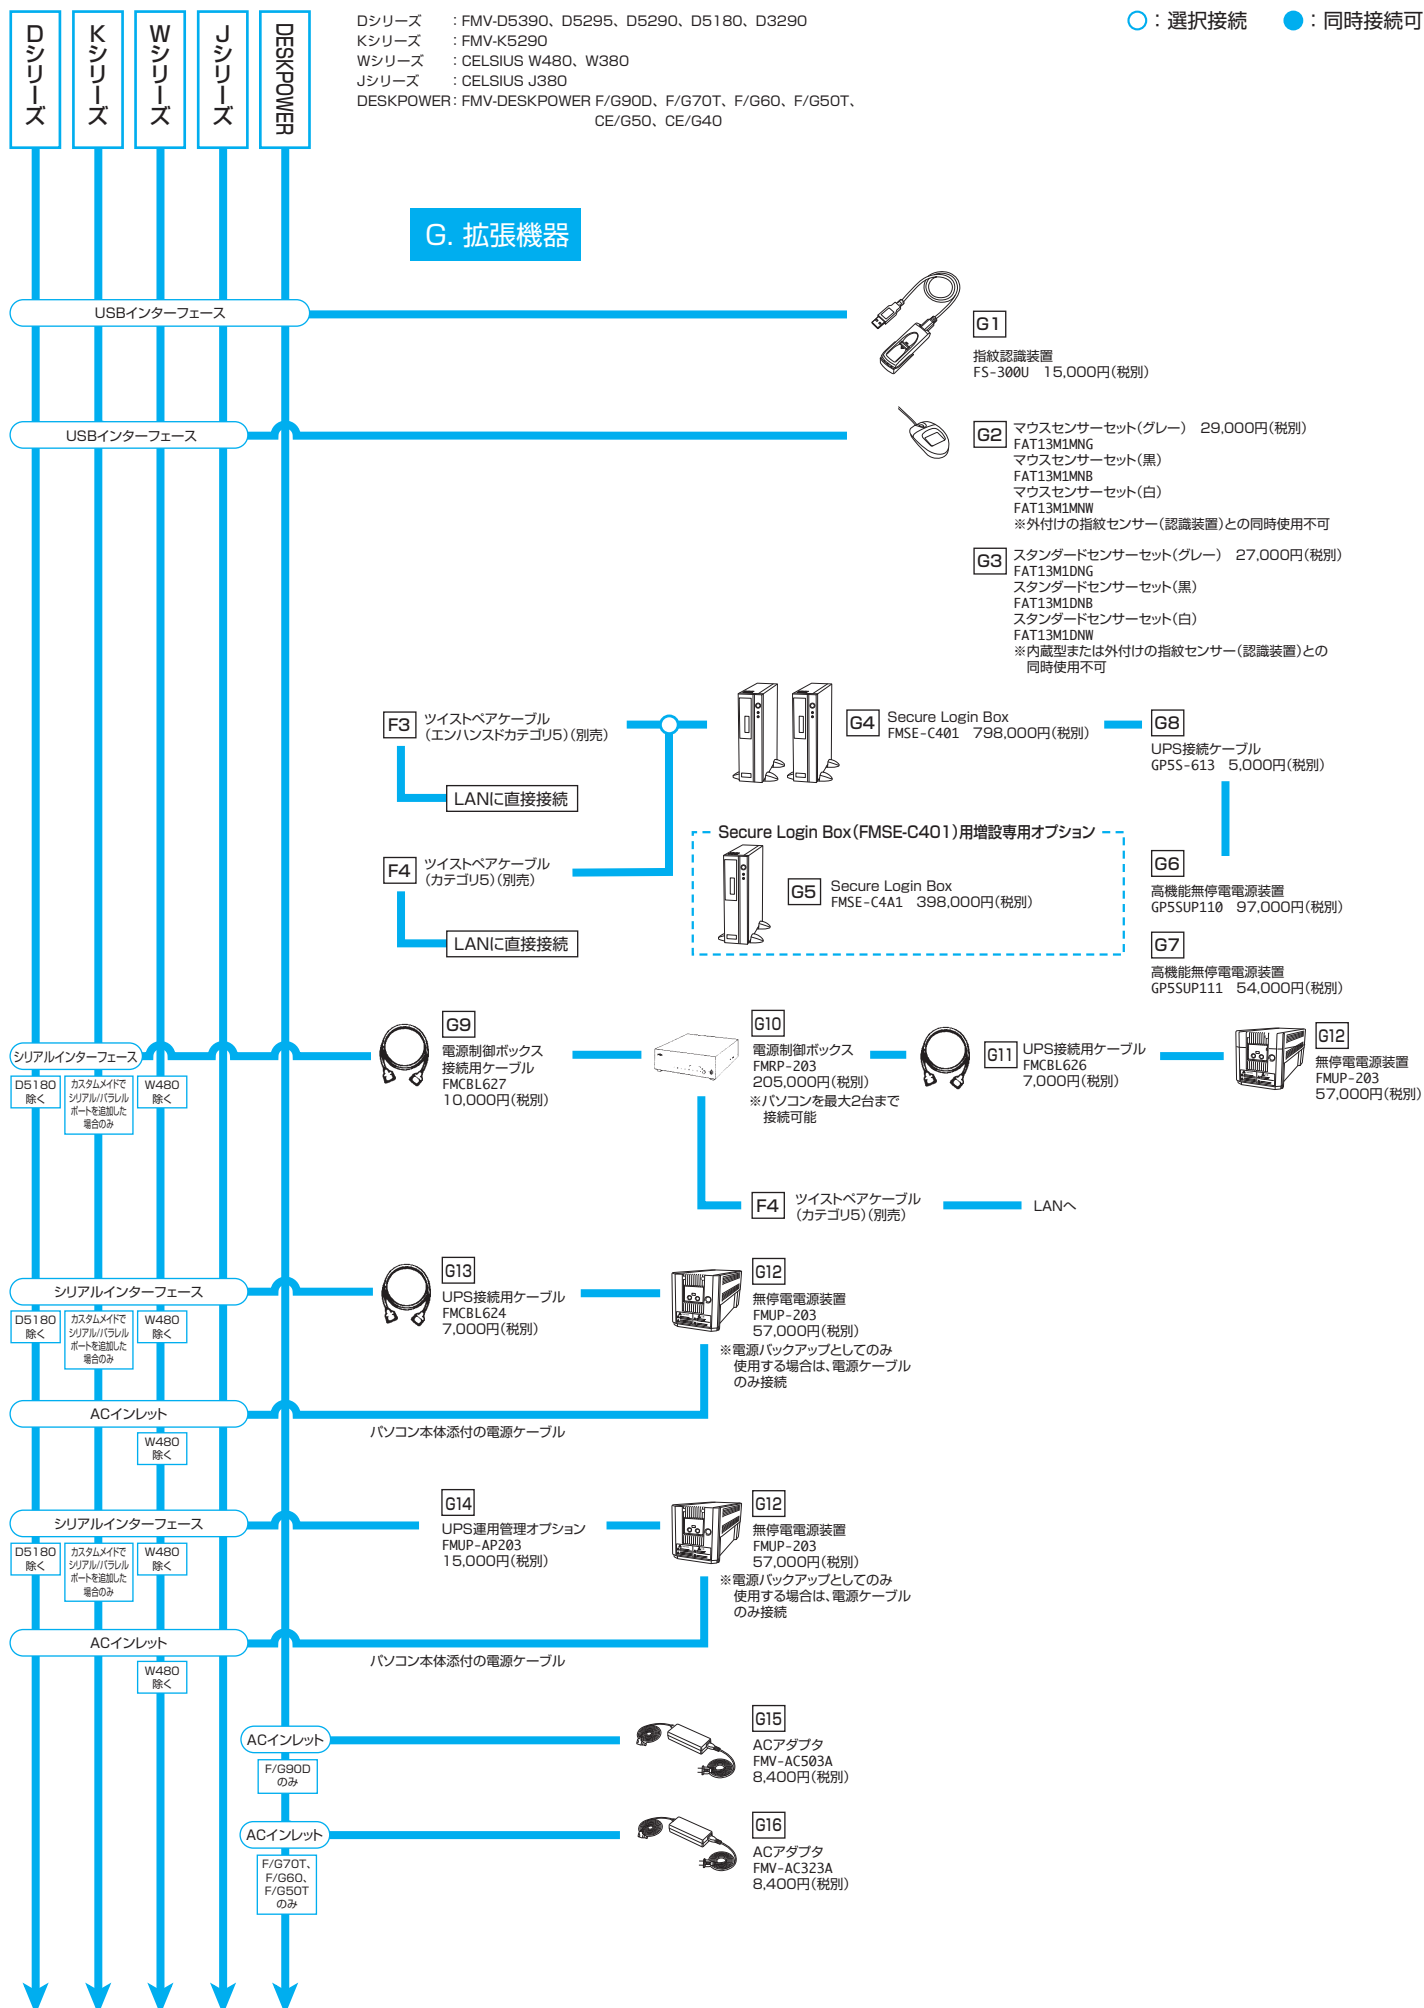 Dシリーズ
Kシリーズ
Wシリーズ
Jシリーズ
DESKPOWER
Dシリーズ　：FMV-D5390、D5295、D5290、D5180、D3290
Kシリーズ　：FMV-K5290
Wシリーズ　：CELSIUS W480、W380
Jシリーズ　：CELSIUS J380
DESKPOWER：FMV-DESKPOWER F/G90D、F/G70T、F/G60、F/G50T、
CE/G50、CE/G40
：選択接続　：同時接続可
G. 拡張機器
USBインターフェース
G1
指紋認識装置
FS-300U　15,000円（税別）
USBインターフェース
G2
マウスセンサーセット（グレー）　29,000円（税別）
FAT13M1MNG
マウスセンサーセット（黒）
FAT13M1MNB
マウスセンサーセット（白）
FAT13M1MNW
※外付けの指紋センサー（認識装置）との同時使用不可
G3
スタンダードセンサーセット（グレー）　27,000円（税別）
FAT13M1DNG
スタンダードセンサーセット（黒）
FAT13M1DNB
スタンダードセンサーセット（白）
FAT13M1DNW
※内蔵型または外付けの指紋センサー（認識装置）との
同時使用不可
F3
ツイストペアケーブル
（エンハンスドカテゴリ5）（別売）
LANに直接接続
G4
Secure Login Box
FMSE-C401　798,000円（税別）
G8
UPS接続ケーブル
GP5S-613　5,000円（税別）
F4
ツイストペアケーブル
（カテゴリ5）（別売）
LANに直接接続
Secure Login Box（FMSE-C401）用増設専用オプション
G5
Secure Login Box
FMSE-C4A1　398,000円（税別）
G6
高機能無停電電源装置
GP5SUP110　97,000円（税別）
G7
高機能無停電電源装置
GP5SUP111　54,000円（税別）
シリアルインターフェース
D5180
除く
カスタムメイドで
シリアル/パラレル
ポートを追加した
場合のみ
W480
除く
G9
電源制御ボックス
接続用ケーブル
FMCBL627
10,000円（税別）
G10
電源制御ボックス
FMRP-203
205,000円（税別）
※パソコンを最大2台まで
接続可能
G11
UPS接続用ケーブル
FMCBL626
7,000円（税別）
G12
無停電電源装置
FMUP-203
57,000円（税別）
F4
ツイストペアケーブル
（カテゴリ5）（別売）
LANへ
シリアルインターフェース
D5180
除く
カスタムメイドで
シリアル/パラレル
ポートを追加した
場合のみ
W480
除く
G13
UPS接続用ケーブル
FMCBL624
7,000円（税別）
G12
無停電電源装置
FMUP-203
57,000円（税別）
※電源バックアップとしてのみ
使用する場合は、電源ケーブル
のみ接続
ACインレット
W480
除く
パソコン本体添付の電源ケーブル
シリアルインターフェース
D5180
除く
カスタムメイドで
シリアル/パラレル
ポートを追加した
場合のみ
W480
除く
G14
UPS運用管理オプション
FMUP-AP203
15,000円（税別）
G12
無停電電源装置
FMUP-203
57,000円（税別）
※電源バックアップとしてのみ
使用する場合は、電源ケーブル
のみ接続
ACインレット
W480
除く
パソコン本体添付の電源ケーブル
ACインレット
F/G90D
のみ
G15
ACアダプタ
FMV-AC503A
8,400円（税別）
ACインレット
F/G70T、
F/G60、
F/G50T
のみ
G16
ACアダプタ
FMV-AC323A
8,400円（税別）